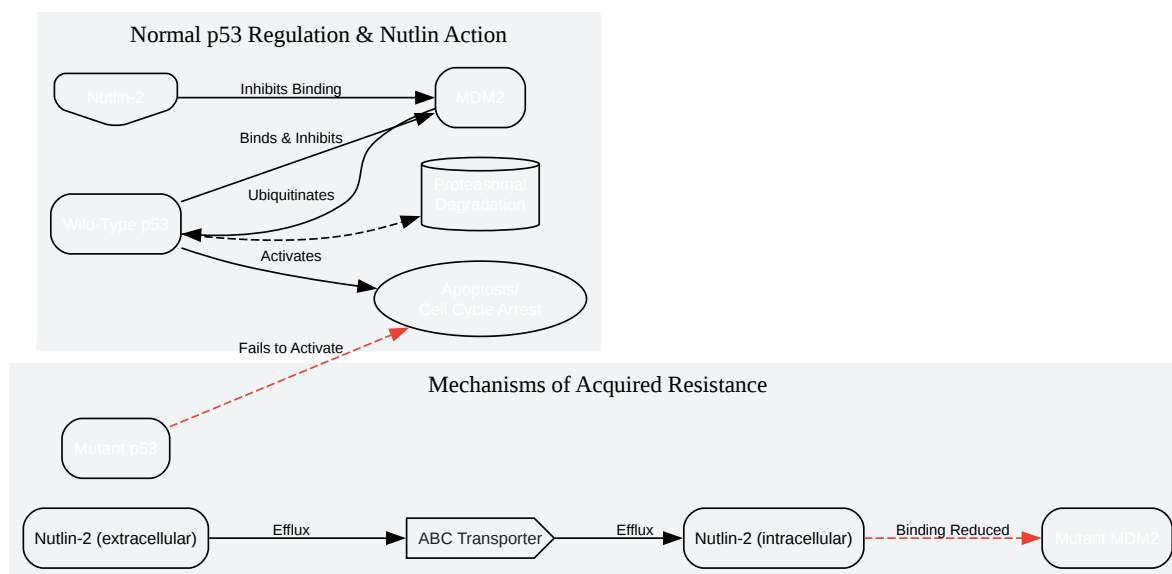 Normal p53 Regulation & Nutlin Action
Nutlin-2
Inhibits Binding
MDM2
Binds & Inhibits
Proteasomal
Degradation
Ubiquitinates
Wild-Type p53
Activates
Apoptosis/
Cell Cycle Arrest
Fails to Activate
Mechanisms of Acquired Resistance
Mutant p53
Nutlin-2 (extracellular)
Efflux
ABC Transporter
Efflux
Nutlin-2 (intracellular)
Binding Reduced
Mutant MDM2